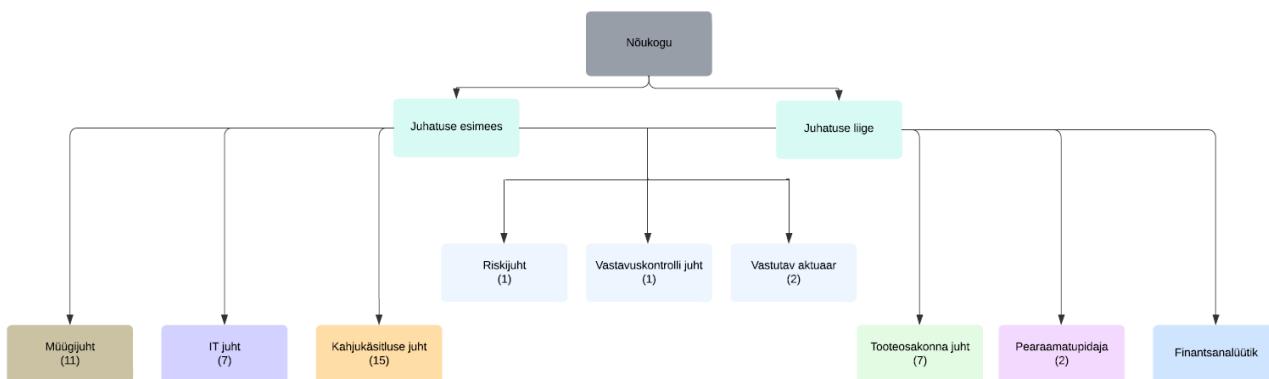 Nõukogu
Juhatuse esimees
Juhatuse liige
Riskijuht
(1)
Vastavuskontrolli juht
(1)
Vastutav aktuaar
(2)
Müügijuht
(11)
IT juht
(7)
Kahjukäsitluse juht
(15)
Tooteosakonna juht
(7)
Pearaamatupidaja
(2)
Finantsanalüütik